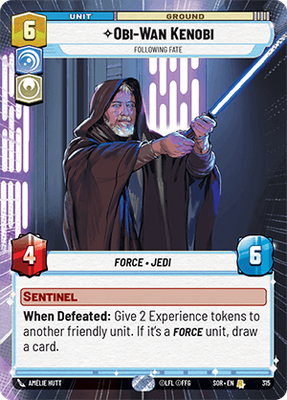 UNIT GROUND
6
✧OBI-WAN KENOBI
FOLLOWING FATE
4
6
FORCE • JEDI
SENTINEL
When Defeated: Give 2 Experience tokens to
another friendly unit. If it's a FORCE unit, draw
a card.
AMÉLIE HUTT ©LFL ©FFG SOR • EN 315